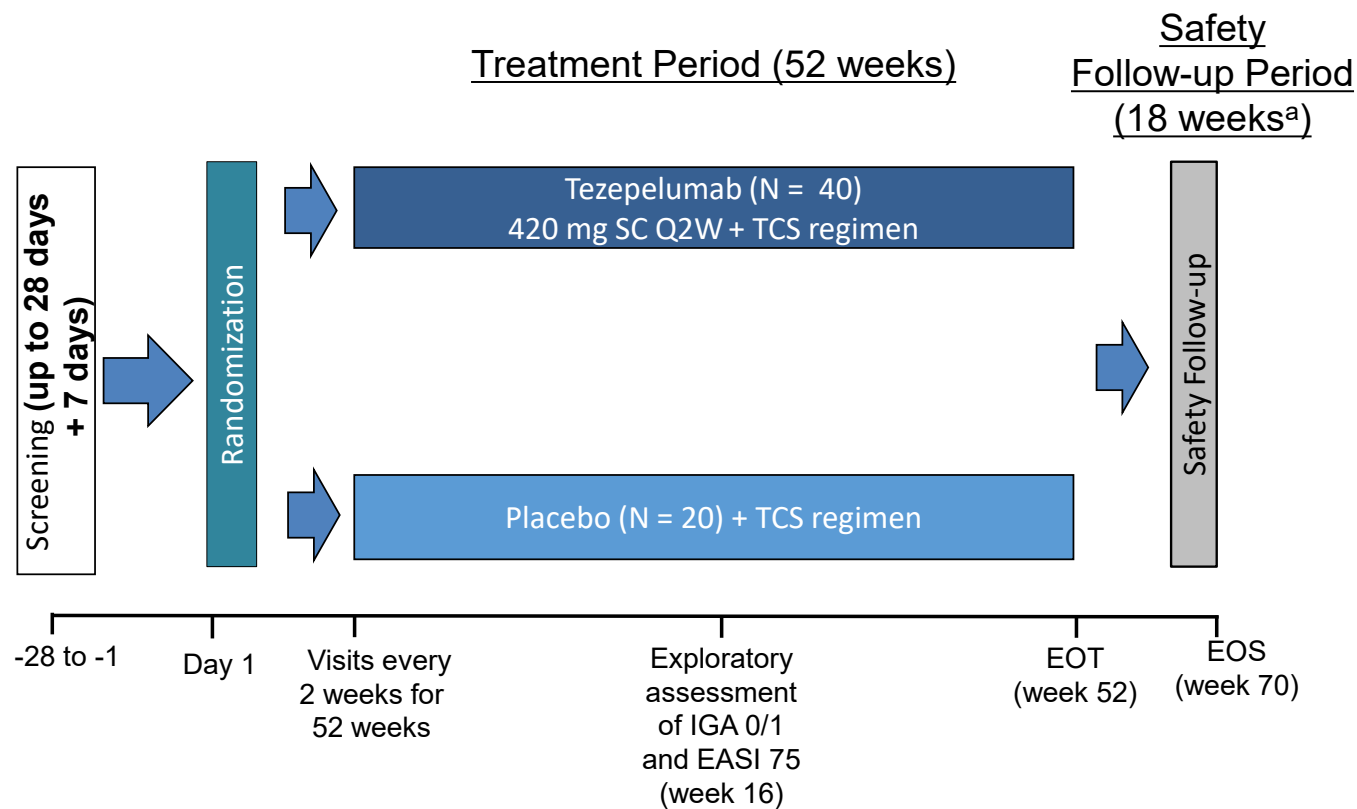 Treatment Period (52 weeks)
Safety
Follow-up Period
(18 weeksᵃ)
Screening (up to 28 days
+ 7 days)
Randomization
Tezepelumab (N = 40)
420 mg SC Q2W + TCS regimen
Placebo (N = 20) + TCS regimen
Safety Follow-up
-28 to -1
Day 1
Visits every
2 weeks for
52 weeks
Exploratory
assessment
of IGA 0/1
and EASI 75
(week 16)
EOT
(week 52)
EOS
(week 70)